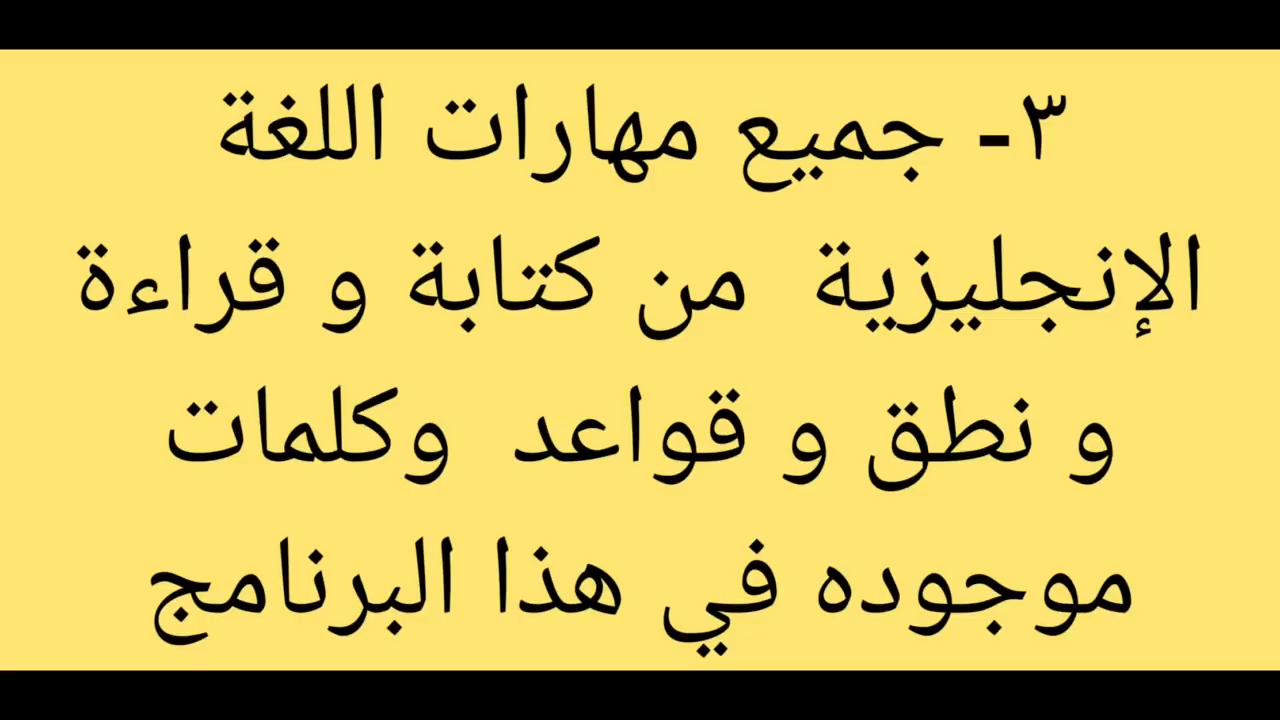 ٣- جميع مهارات اللغة
الإنجليزية  من كتابة و قراءة
و نطق و قواعد  وكلمات
موجوده في هذا البرنامج